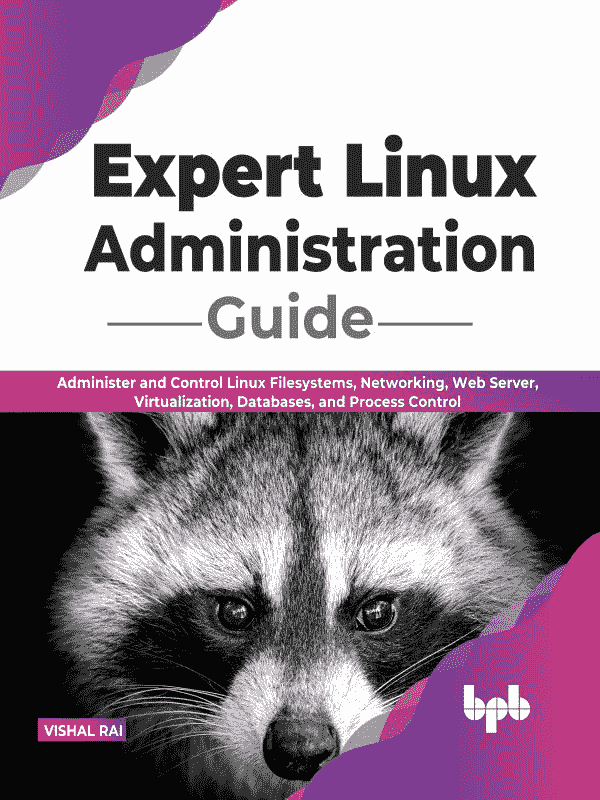 Expert Linux
Administration
Guide
Administer and Control Linux Filesystems, Networking, Web Server,
Virtualization, Databases, and Process Control
VISHAL RAI
bpb